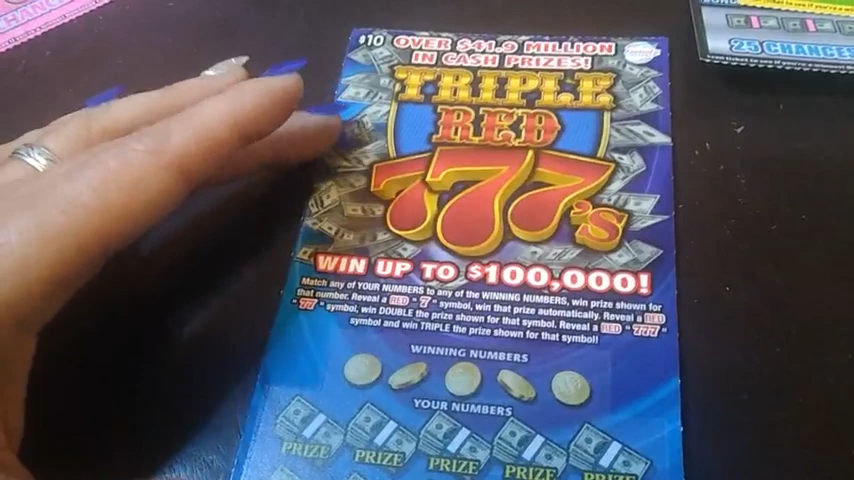 CHANC
$10
OVER $41.9 MILLION
IN CASH PRIZES!
TRIPLE
RED
777's
WIN UP TO $100,000!
Match any of YOUR NUMBERS to any of the WINNING NUMBERS, win prize shown for
that number. Reveal a RED "7" symbol, win that prize automatically. Reveal a RED
"77" symbol, win DOUBLE the prize shown for that symbol. Reveal a RED "777"
symbol and win TRIPLE the prize shown for that symbol!
WINNING NUMBERS
YOUR NUMBERS
PRIZE PRIZE PRIZE PRIZE PRIZE
25 CHANCES